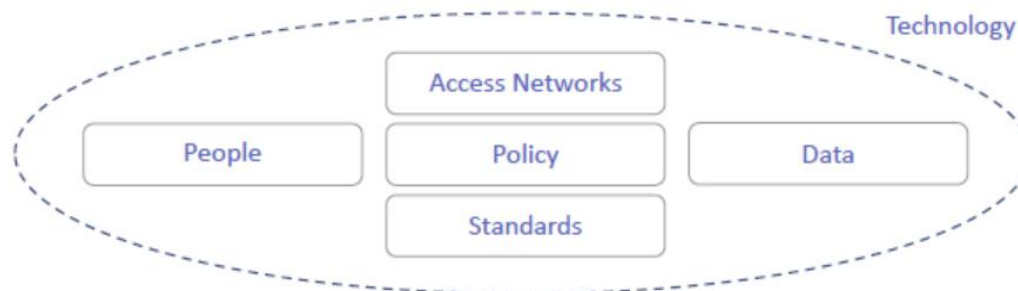 Technology
Access Networks
People
Policy
Data
Standards